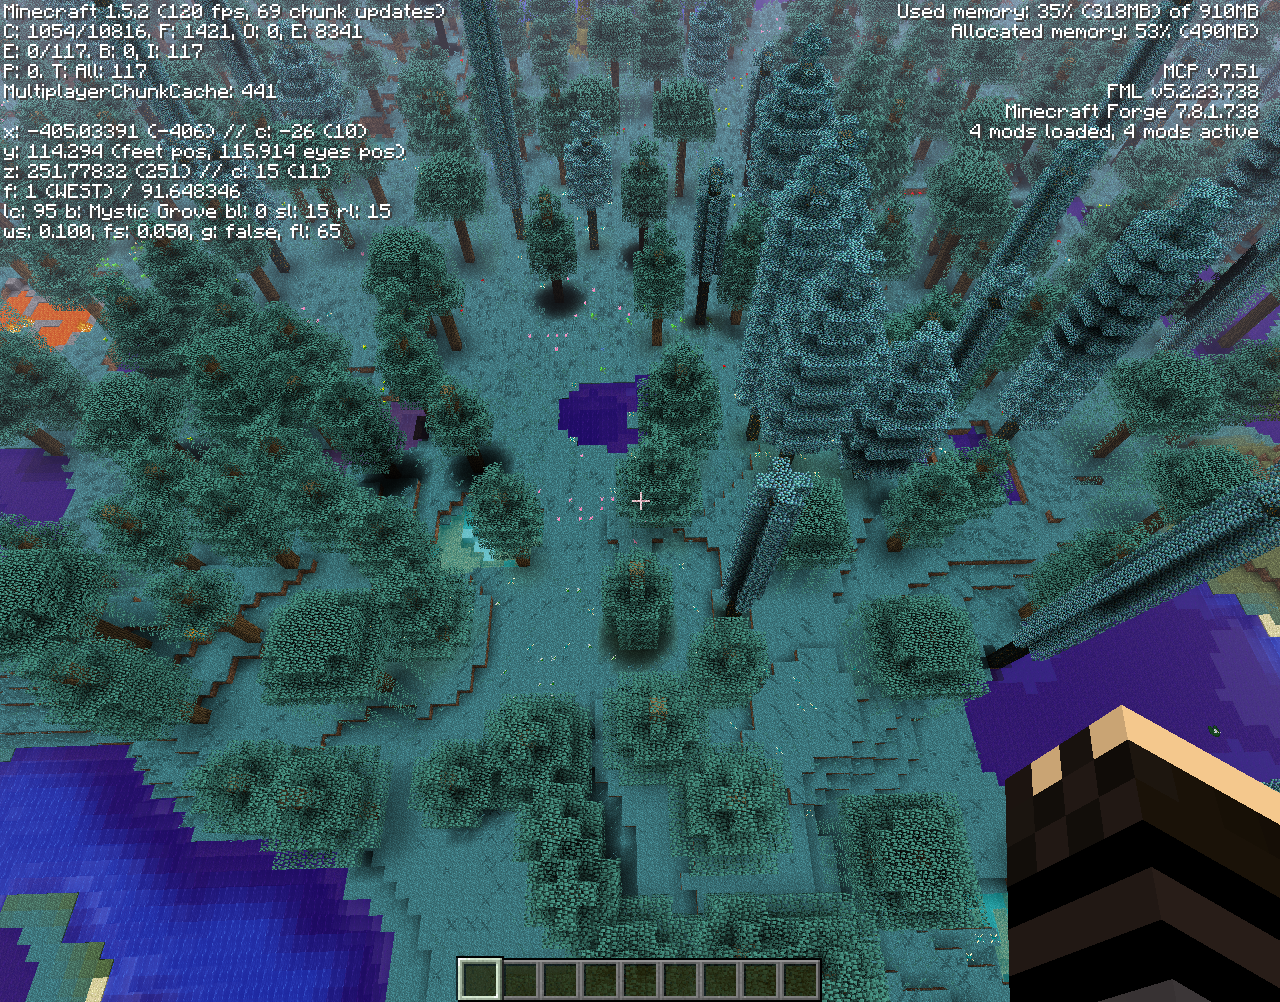 Minecraft 1.5.2 (120 fps, 69 chunk updates)
C: 1054/10816, F: 1421, O: 0, E: 8341
E: 0/117, B: 0, I: 117
P: 0, T: All: 117
MultiplayerChunkCache: 441
x: -405.03391 (-406) // c: -26 (10)
y: 114.294 (feet pos, 115.914 eyes pos)
z: 251.77832 (251) // c: 15 (11)
f: 1 (WEST) / 91.648346
lc: 95 b: Mystic Grove bl: 0 sl: 15 rl: 15
ws: 0.100, fs: 0.050, g: false, fl: 65
Used memory: 35% (318MB) of 910MB
Allocated memory: 53% (490MB)
MCP v7.51
FML v5.2.23.738
Minecraft Forge 7.8.1.738
4 mods loaded, 4 mods active